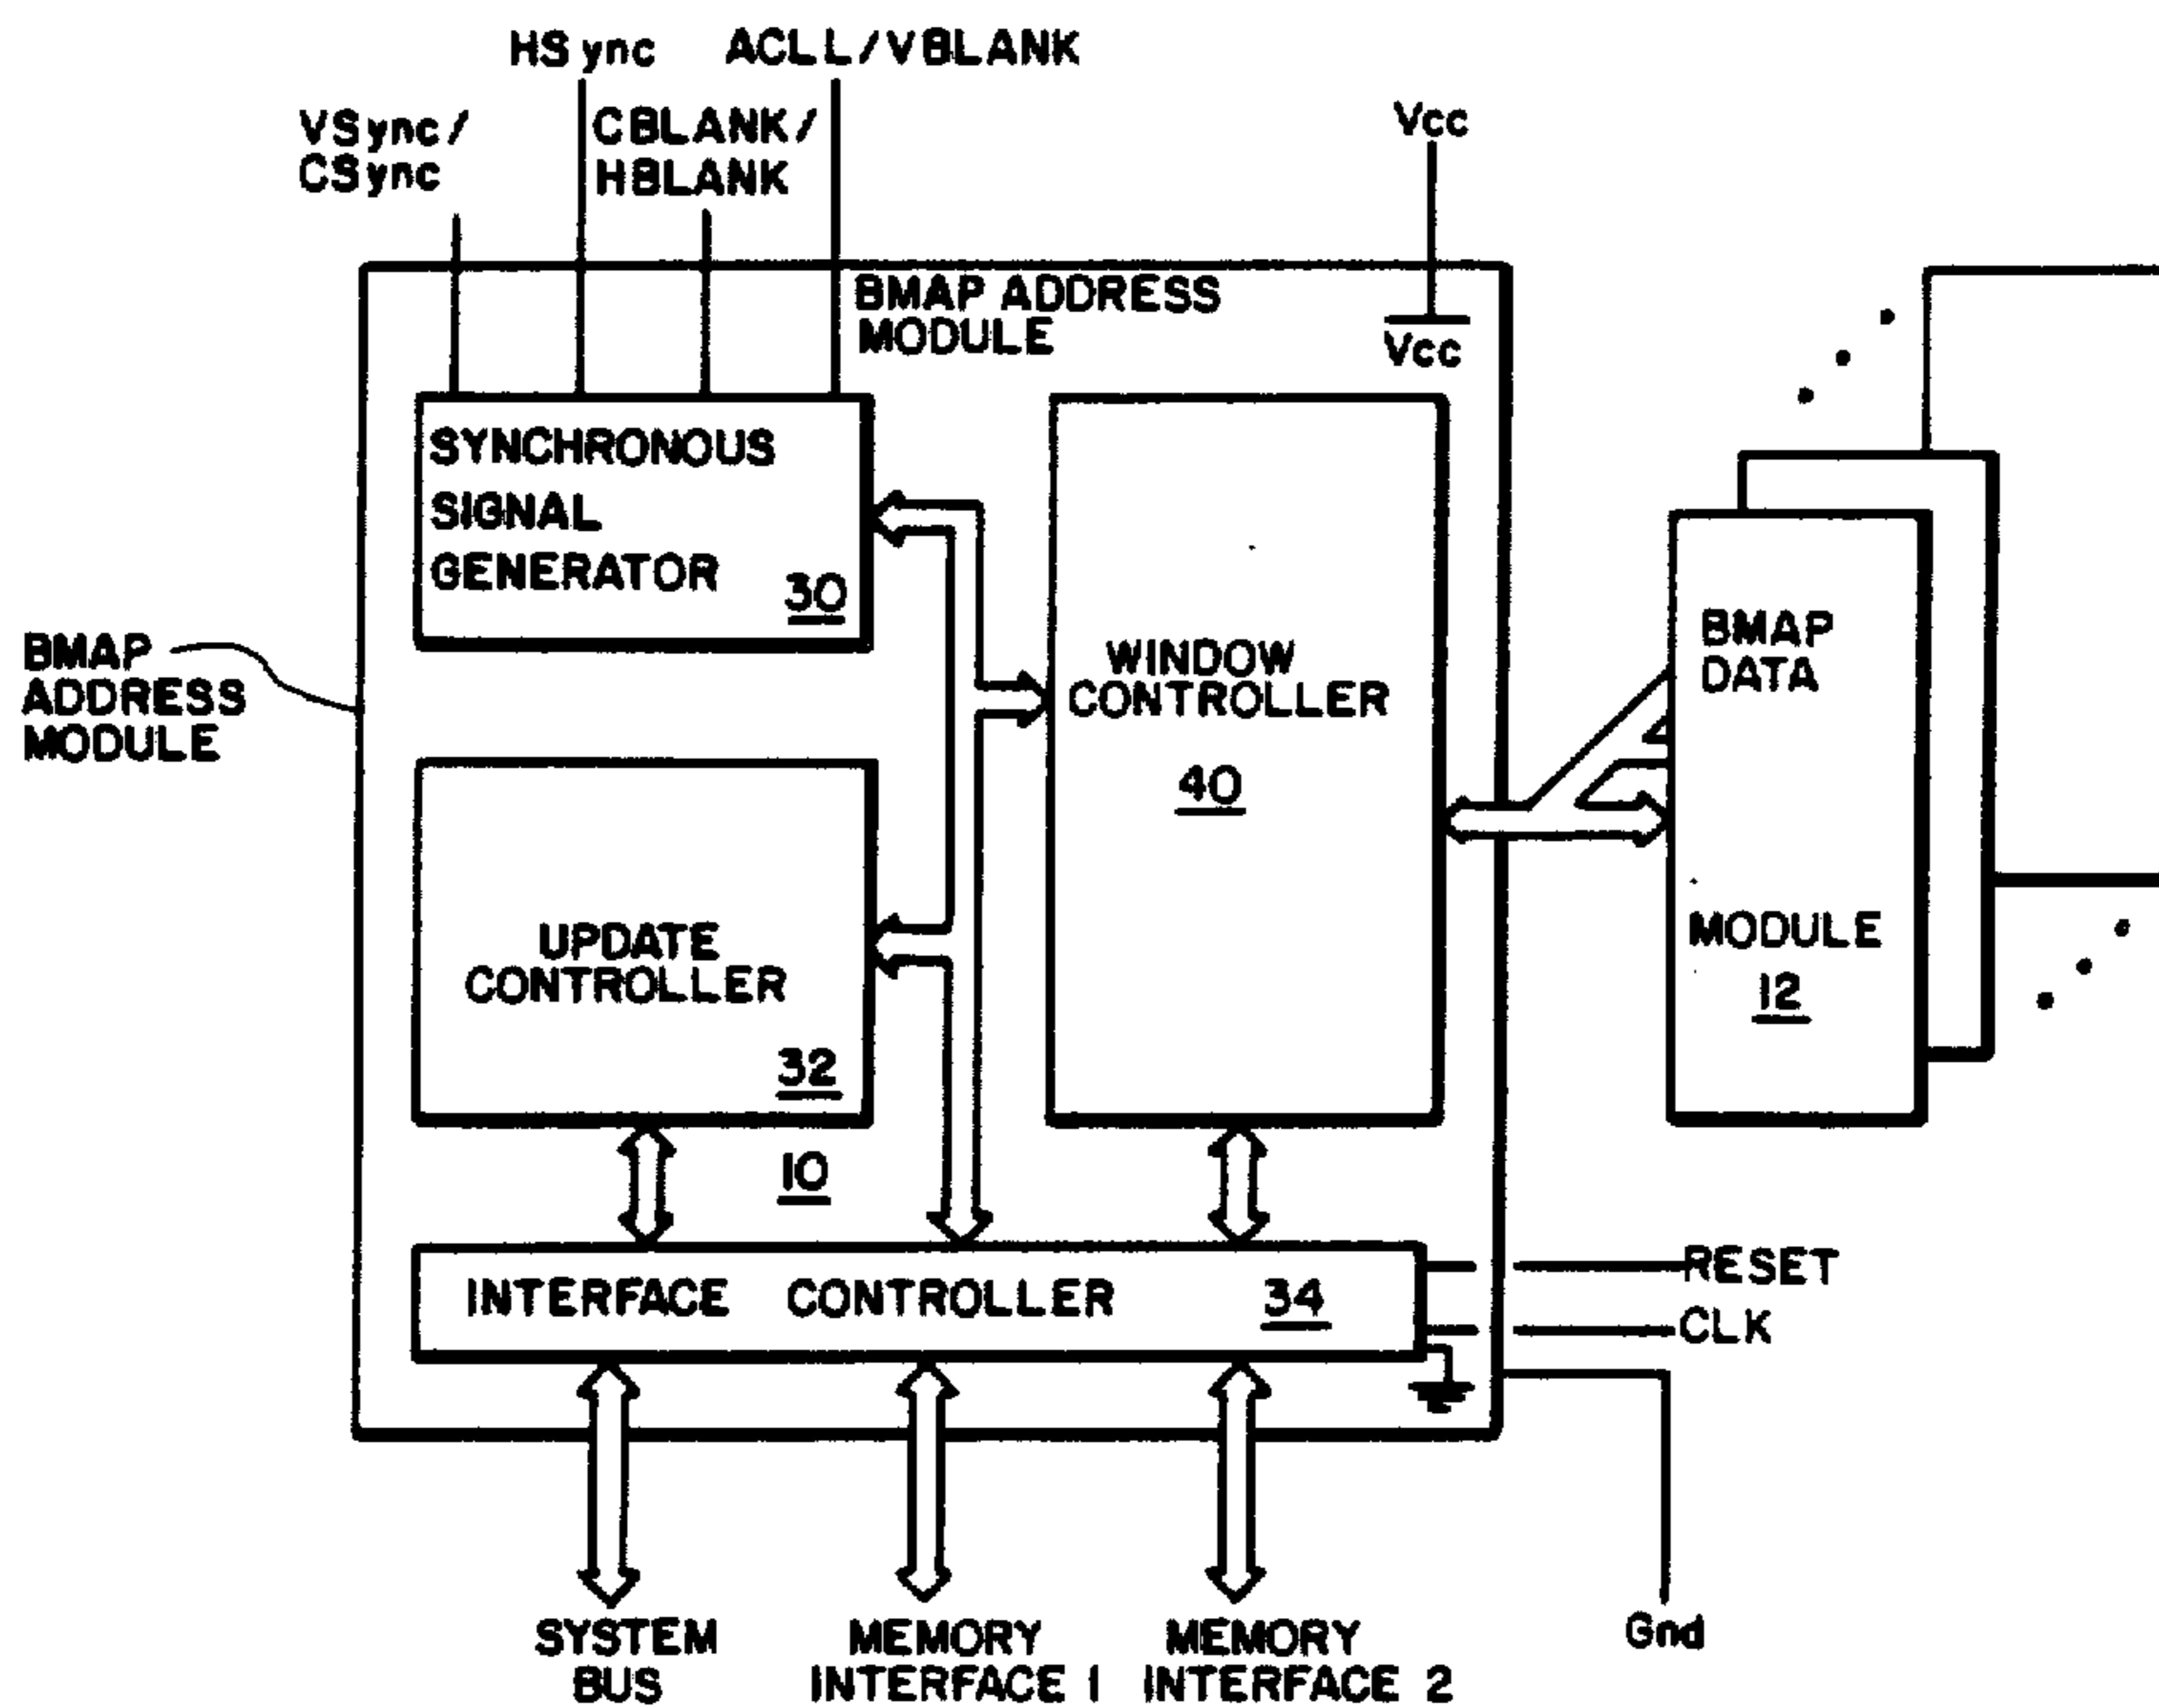 HSync
ACLL/VBLANK
VSync/
CSync
CBLANK/
HBLANK
Vcc
BMAP ADDRESS
MODULE
Vcc
SYNCHRONOUS
SIGNAL
GENERATOR
30
BMAP
ADDRESS
MODULE
WINDOW
CONTROLLER
40
BMAP
DATA
MODULE
12
UPDATE
CONTROLLER
32
10
INTERFACE CONTROLLER 34
RESET
CLK
SYSTEM
BUS
MEMORY
INTERFACE 1
MEMORY
INTERFACE 2
Gnd